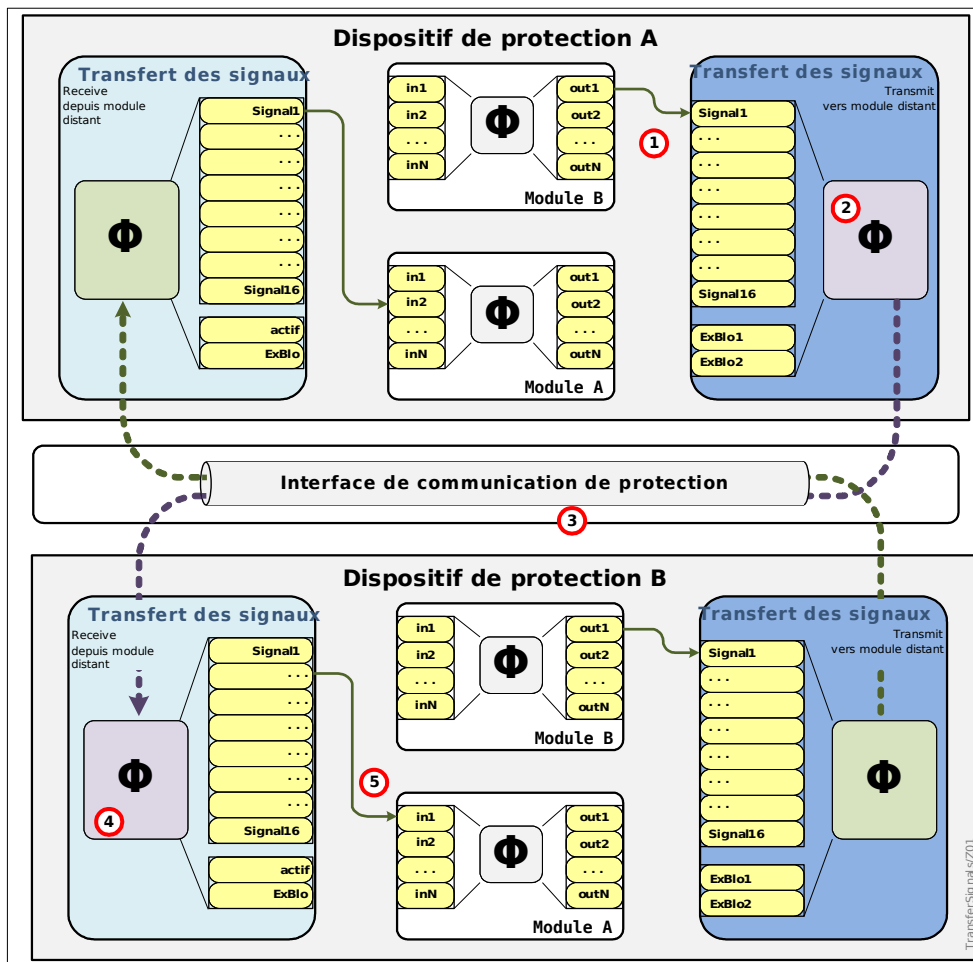 Dispositif de protection A
Transfert des signaux
Receive
depuis module
distant
Signal1
...
...
...
...
...
...
Signal16
actif
ExBlo
Φ
in1
in2
...
inN
Φ
out1
out2
...
outN
Module B
in1
in2
...
inN
Φ
out1
out2
...
outN
Module A
1
Transfert des signaux
Transmit
vers module distant
Signal1
...
...
...
...
...
...
Signal16
ExBlo1
ExBlo2
2
Φ
Interface de communication de protection
3
Dispositif de protection B
Transfert des signaux
Receive
depuis module
distant
Signal1
...
...
...
...
...
...
Signal16
actif
ExBlo
Φ
4
in1
in2
...
inN
Φ
out1
out2
...
outN
Module B
5
in1
in2
...
inN
Φ
out1
out2
...
outN
Module A
Transfert des signaux
Transmit
vers module distant
Signal1
...
...
...
...
...
...
Signal16
ExBlo1
ExBlo2
Φ
TransferSignals/Z01